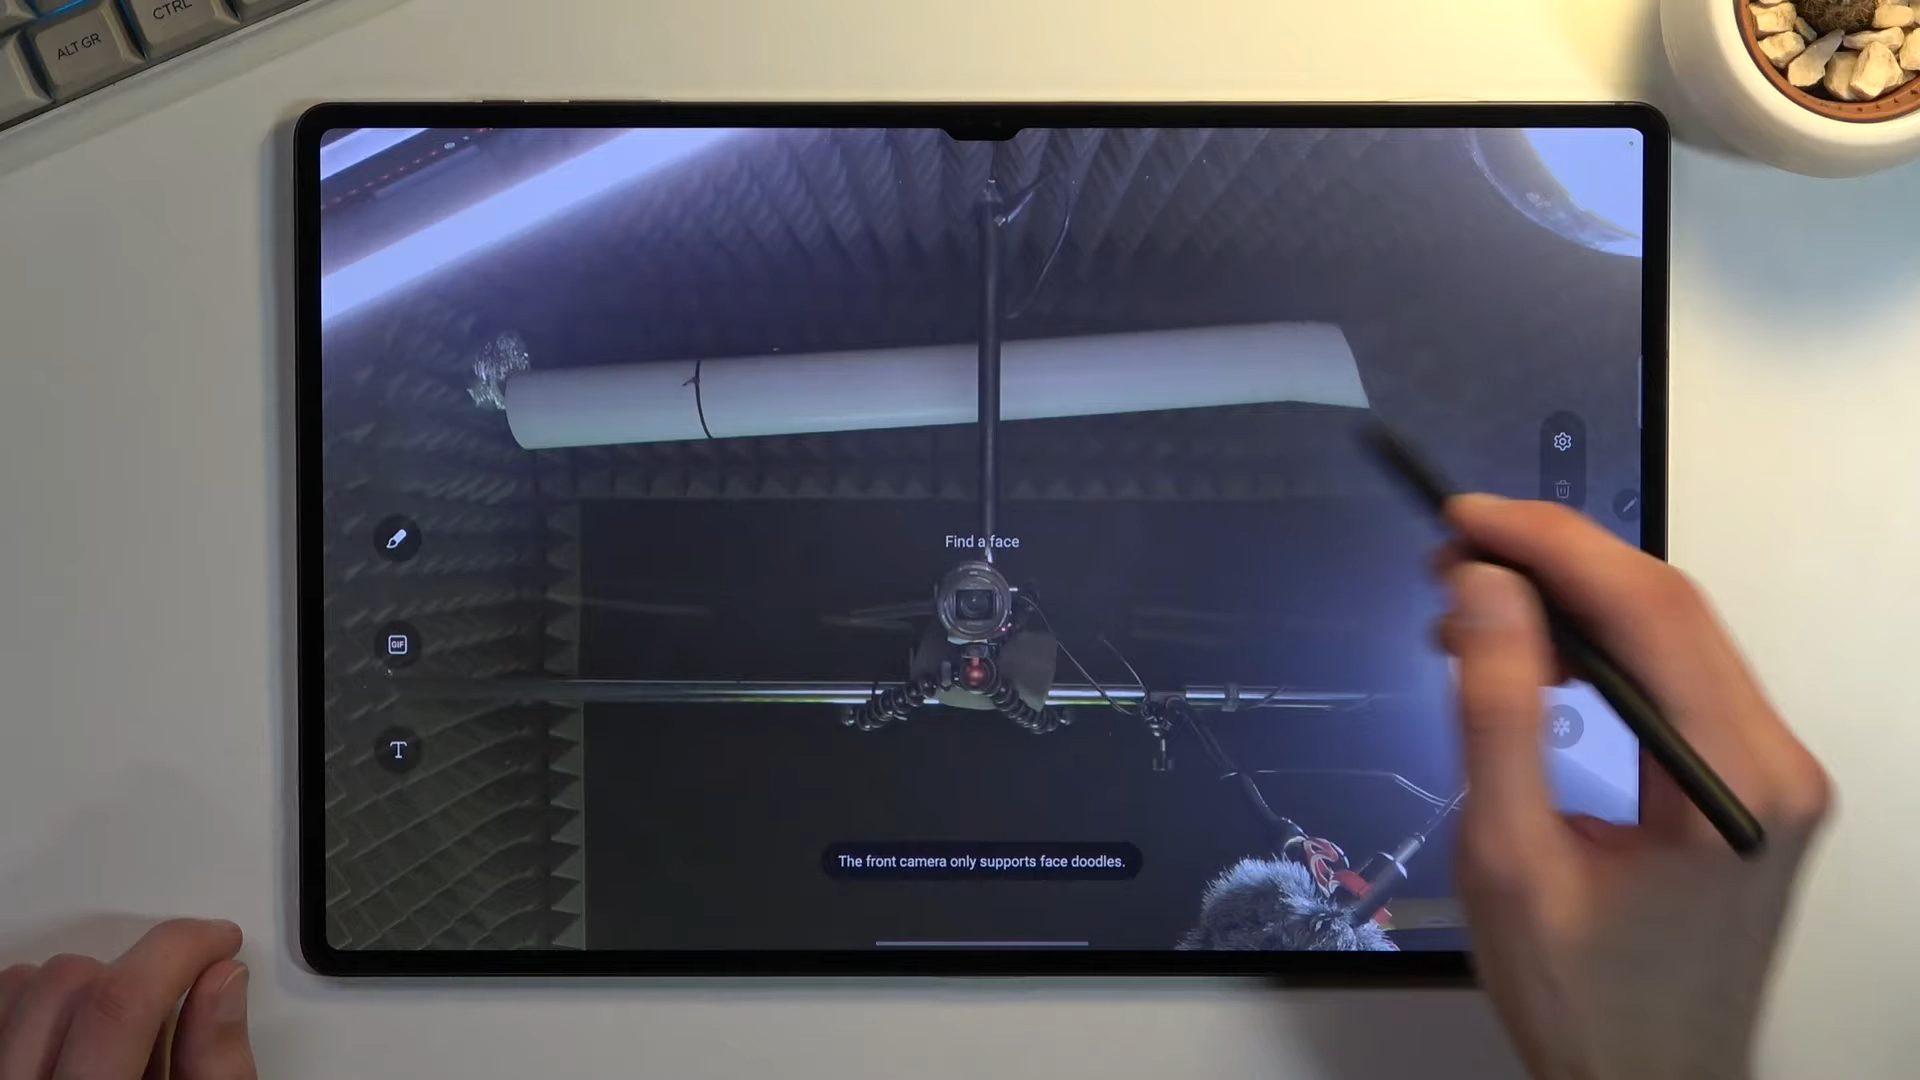 ALT GR
CTRL
Find a face
GIF
T
The front camera only supports face doodles.